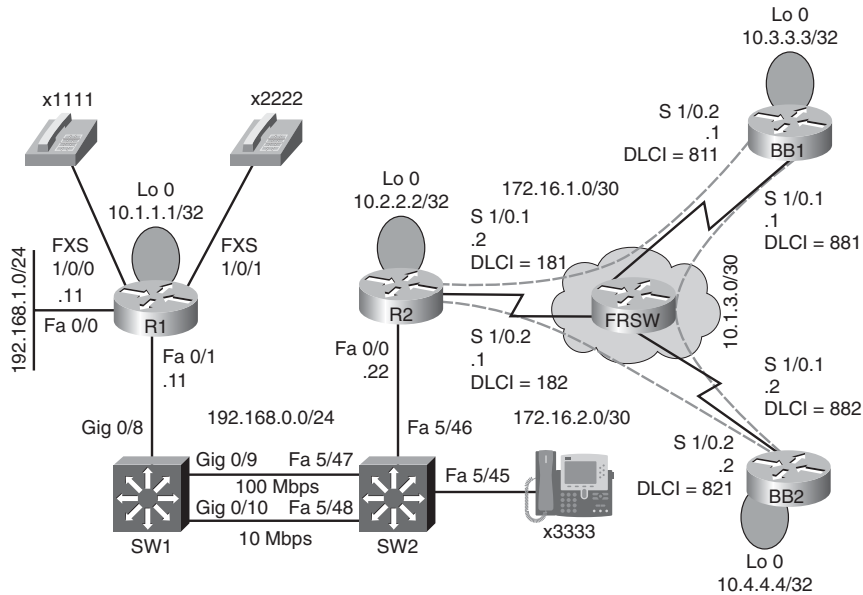 Lo 0
10.3.3.3/32
x1111
x2222
S 1/0.2
.1
DLCI = 811
BB1
Lo 0
10.1.1.1/32
Lo 0
10.2.2.2/32
172.16.1.0/30
S 1/0.1
.2
DLCI = 181
S 1/0.1
.1
DLCI = 881
FXS
1/0/0
FXS
1/0/1
192.168.1.0/24
.11
Fa 0/0
R1
R2
FRSW
10.1.3.0/30
Fa 0/1
.11
Fa 0/0
.22
S 1/0.2
.1
DLCI = 182
S 1/0.1
.2
DLCI = 882
Gig 0/8
192.168.0.0/24
Fa 5/46
172.16.2.0/30
Gig 0/9
Fa 5/47
100 Mbps
Fa 5/45
S 1/0.2
.2
DLCI = 821
BB2
Gig 0/10
Fa 5/48
10 Mbps
SW1
SW2
x3333
Lo 0
10.4.4.4/32